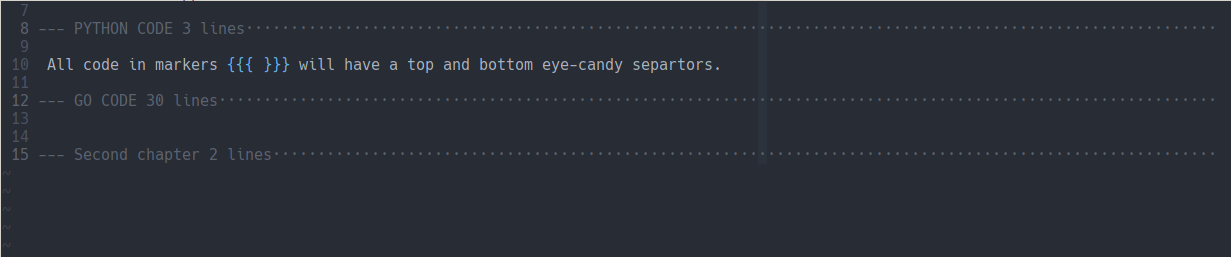 7
8 --- PYTHON CODE 3 lines··········································································································
9
10 All code in markers {{{ }}} will have a top and bottom eye-candy separtors.
11
12 --- GO CODE 30 lines·············································································································
13
14
15 --- Second chapter 2 lines·······································································································
~
~
~
~
~